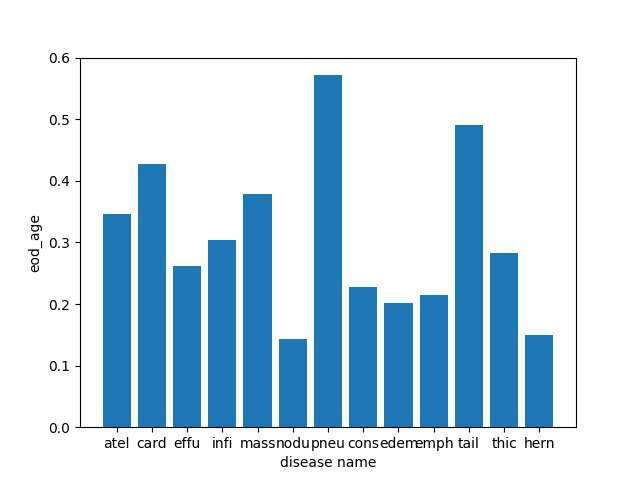 0.6
0.5
0.4
0.3
0.2
0.1
0.0
eod_age
atel card effu infi mass nodu pneu cons edem emph tail thic hern
disease name